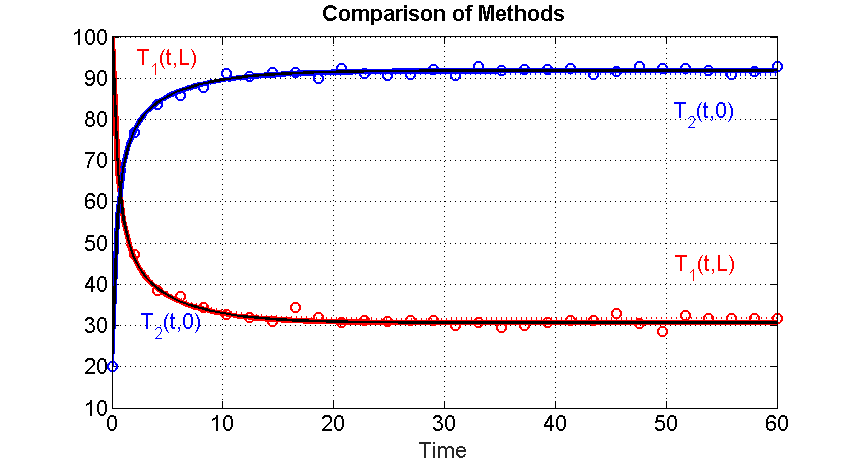 Comparison of Methods
100
90
80
70
60
50
40
30
20
10
T1(t,L)
T2(t,0)
T1(t,L)
T2(t,0)
0 10 20 30 40 50 60
Time